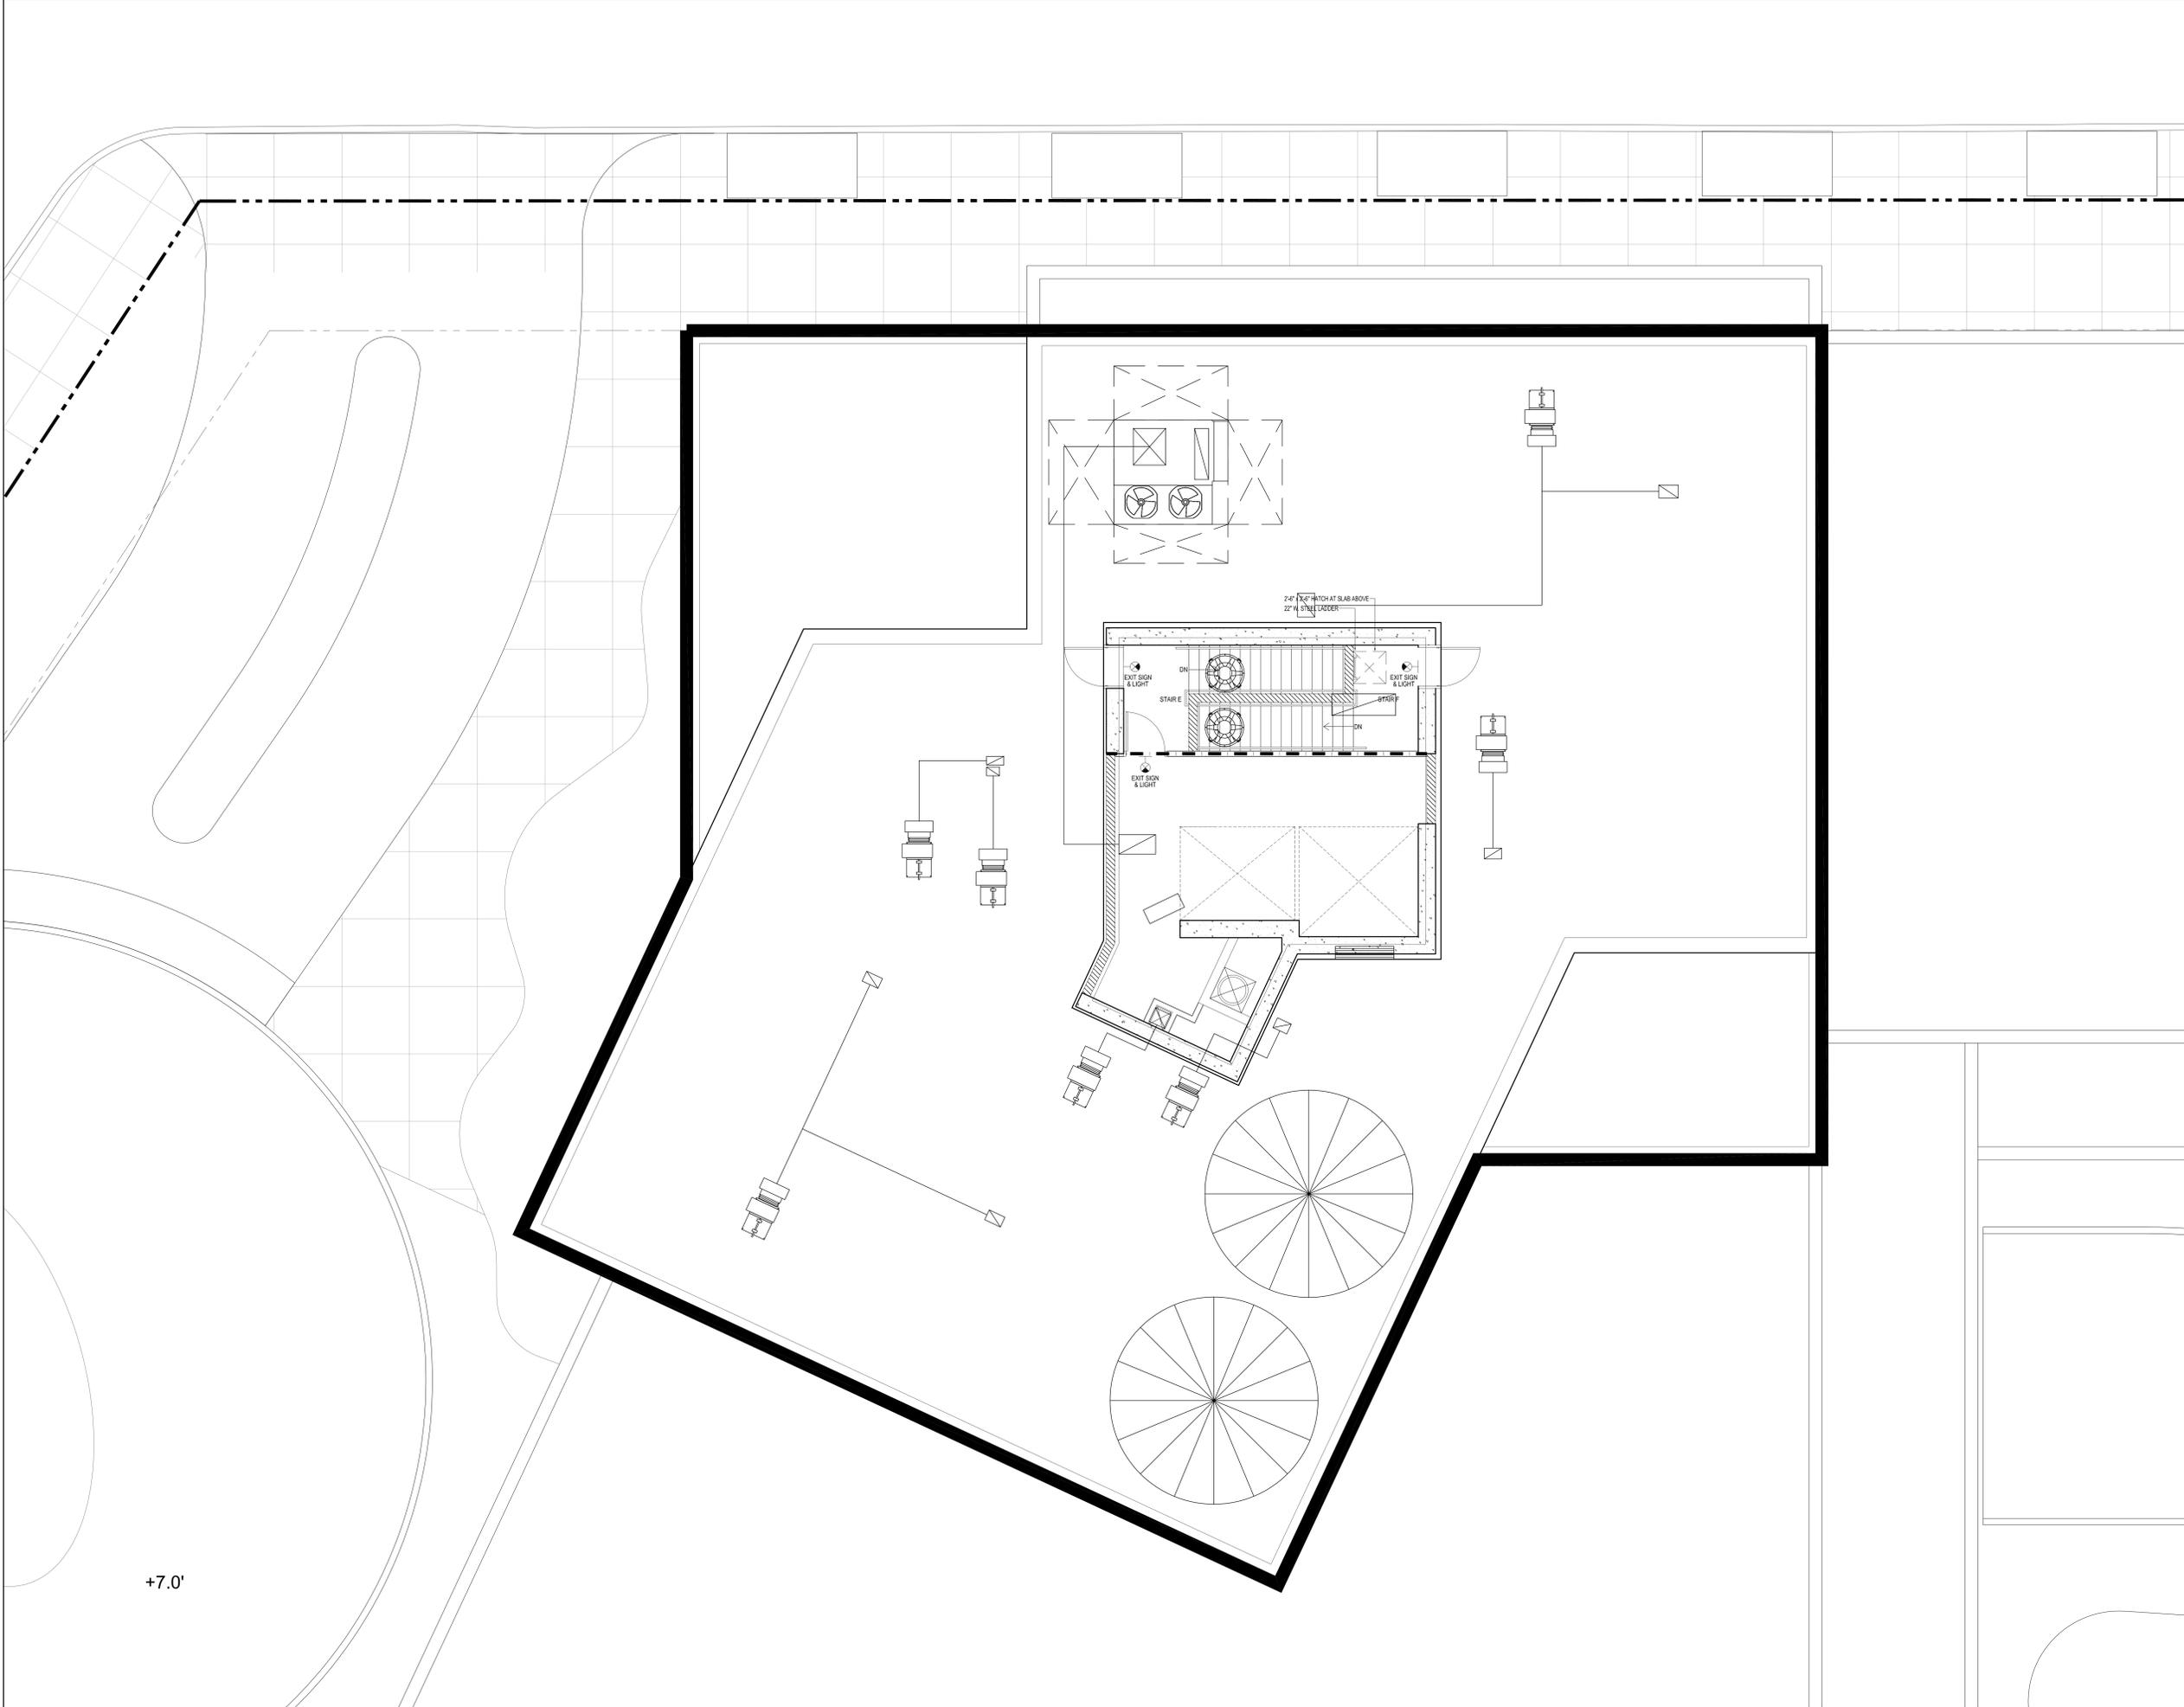 2'-6" x 2'-6" HATCH AT SLAB ABOVE
22" W. STEEL LADDER
DN
EXIT SIGN
& LIGHT
EXIT SIGN
& LIGHT
STAIR E
STAIR F
DN
EXIT SIGN
& LIGHT
+7.0'